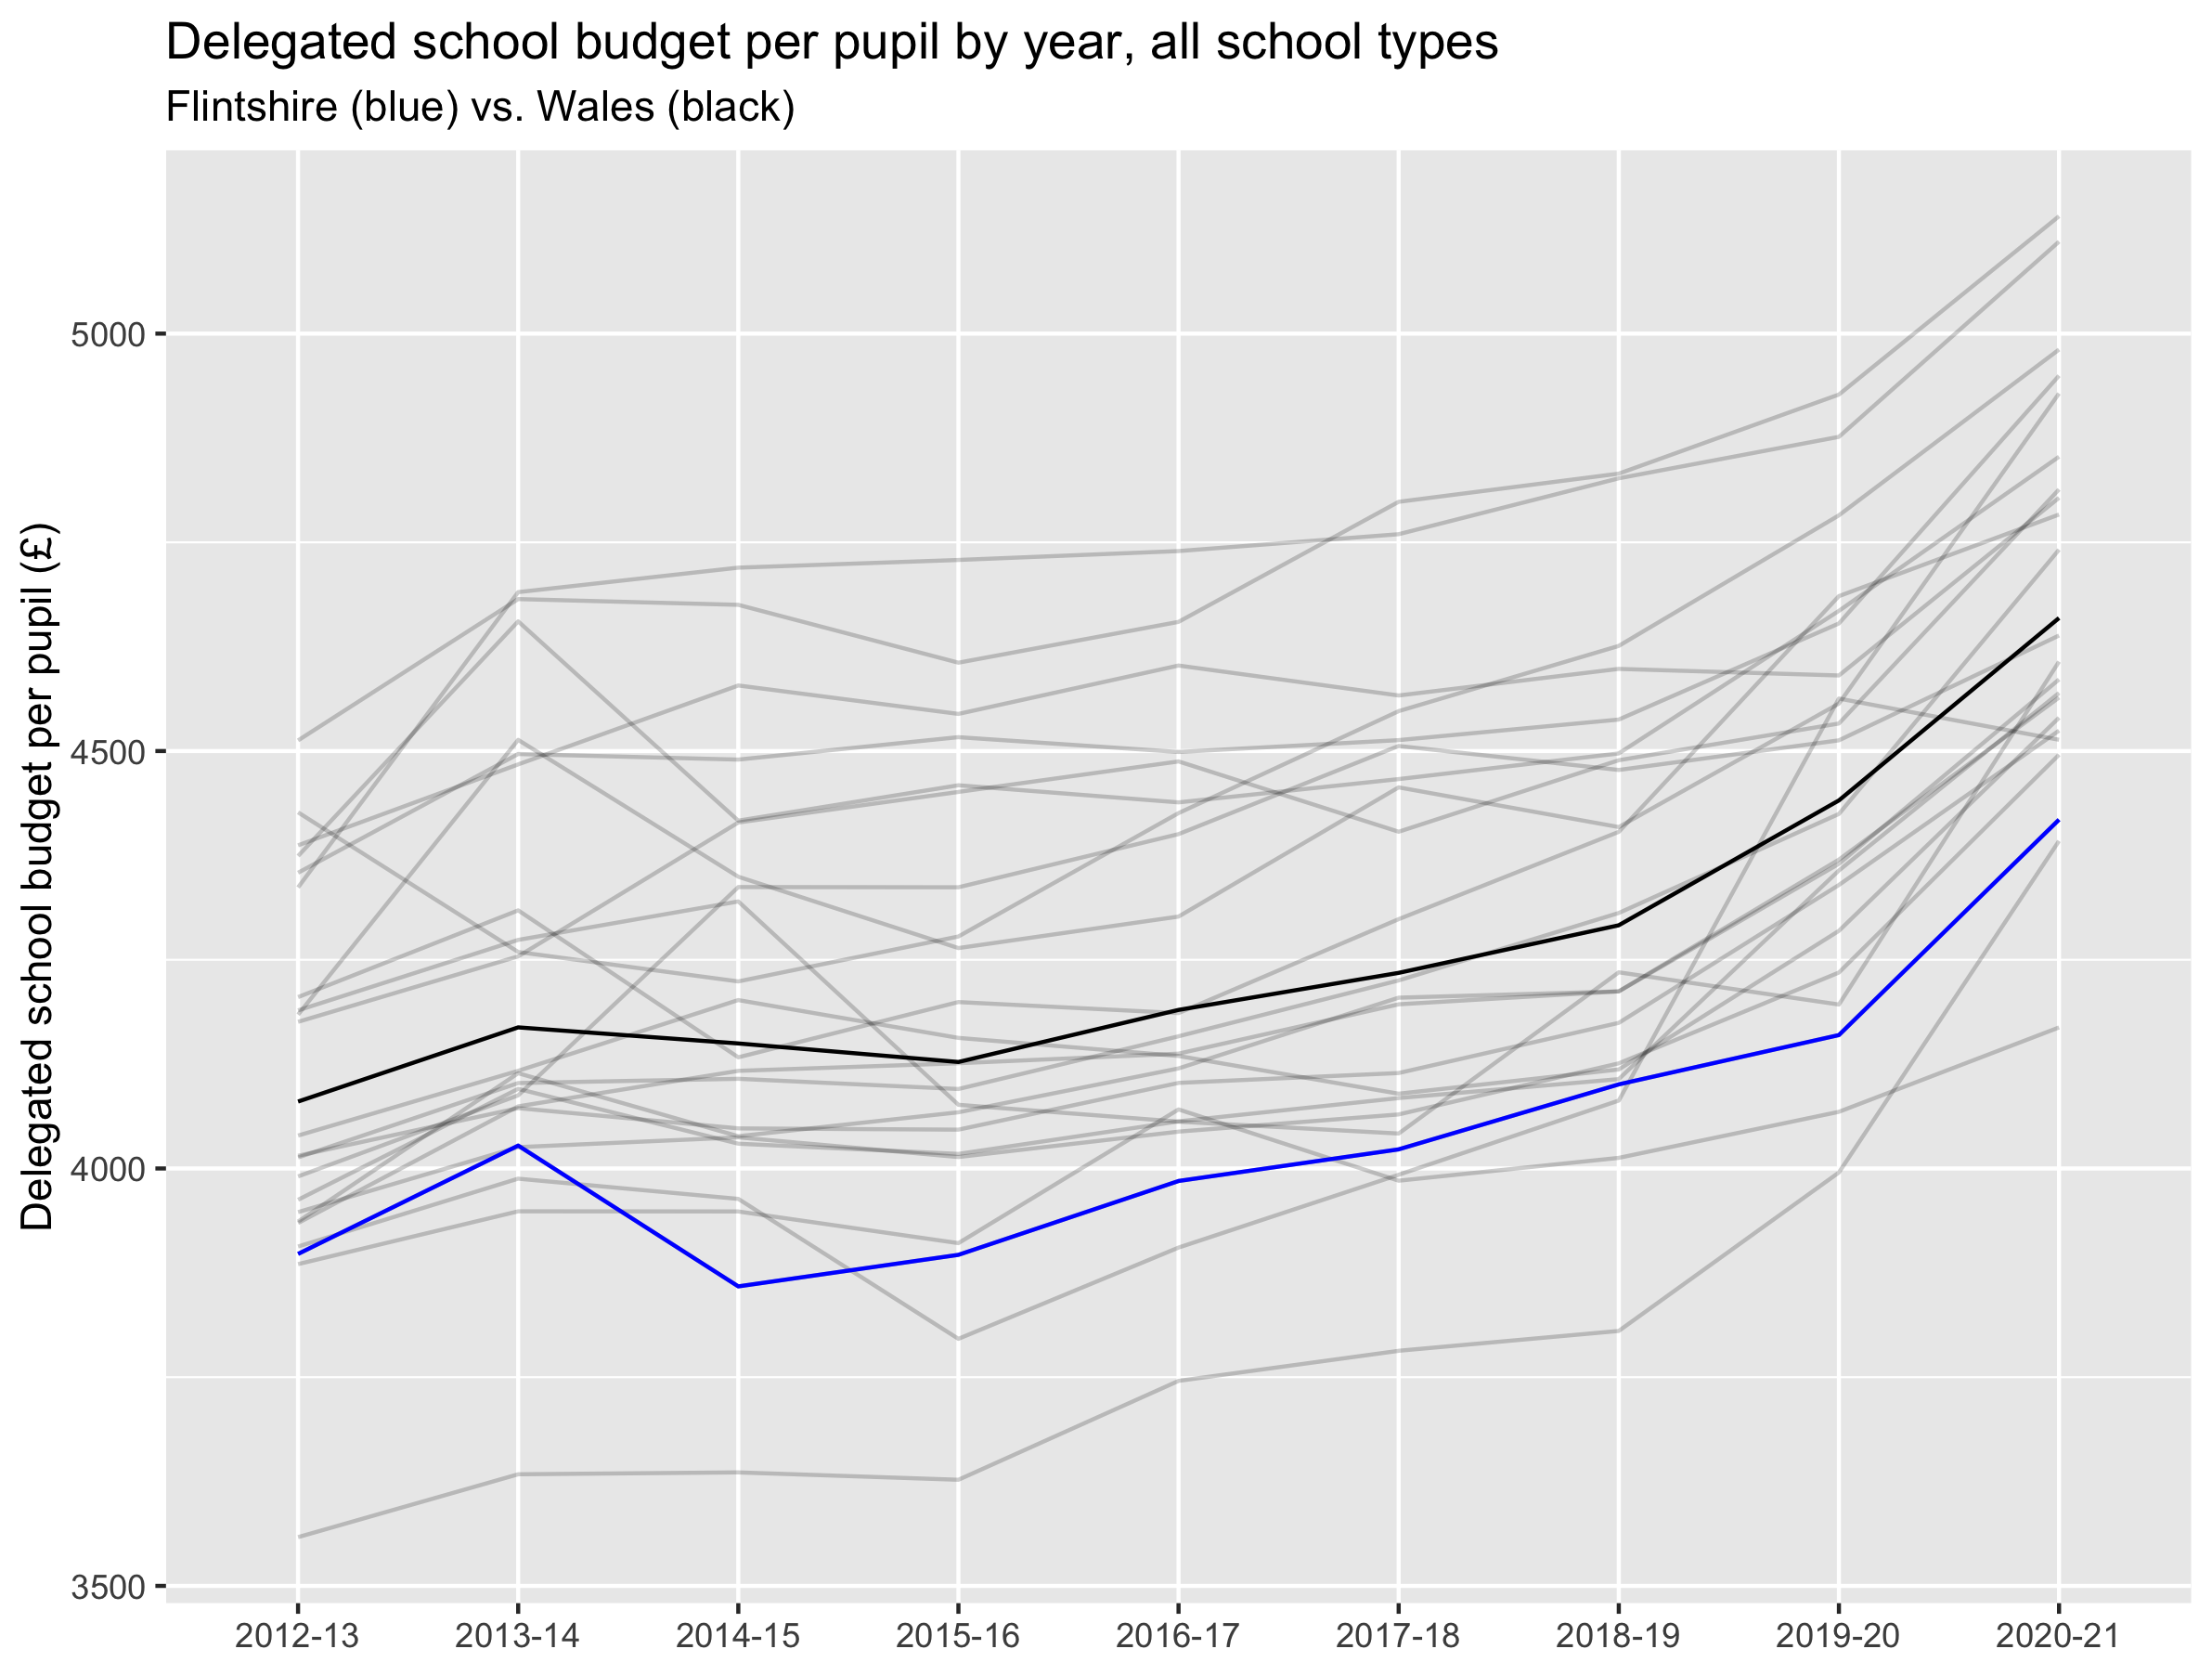 Delegated school budget per pupil by year, all school types
Flintshire (blue) vs. Wales (black)
Delegated school budget per pupil (£)
5000
4500
4000
3500
2012-13 2013-14 2014-15 2015-16 2016-17 2017-18 2018-19 2019-20 2020-21